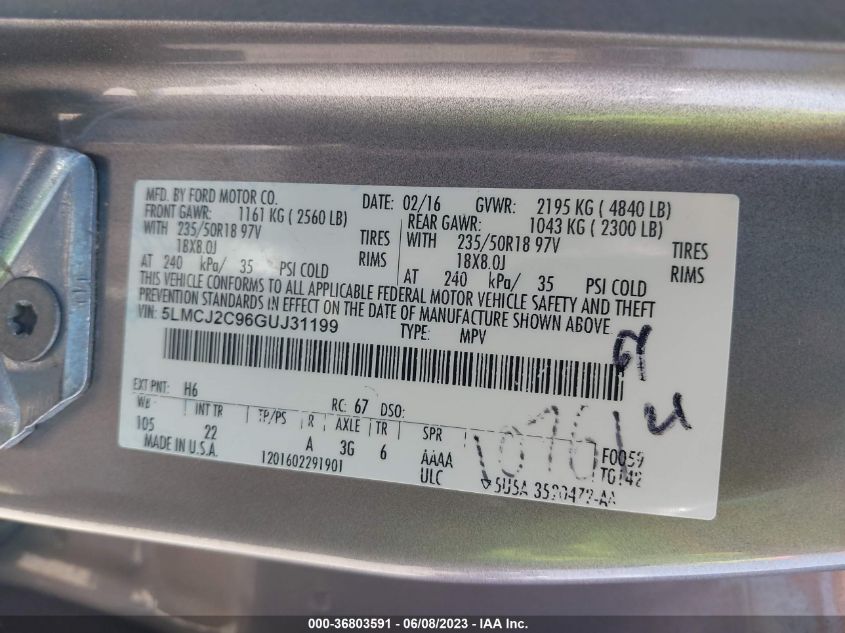 MFD. BY FORD MOTOR CO. DATE: 02/16 GVWR: 2195 KG ( 4840 LB)
FRONT GAWR: 1161 KG ( 2560 LB) REAR GAWR: 1043 KG ( 2300 LB)
WITH 235/50R18 97V TIRES WITH 235/50R18 97V TIRES
18X8.0J RIMS 18X8.0J RIMS
AT 240 kPa/ 35 PSI COLD AT 240 kPa/ 35 PSI COLD
THIS VEHICLE CONFORMS TO ALL APPLICABLE FEDERAL MOTOR VEHICLE SAFETY AND THEFT
PREVENTION STANDARDS IN EFFECT ON THE DATE OF MANUFACTURE SHOWN ABOVE.
VIN: 5LMCJ2C96GUJ31199 TYPE: MPV
EXT PNT: H6 RC: 67 DSO:
WB INT TR TP/PS R AXLE TR SPR
105 22 A 3G 6 AAAA F0059
MADE IN U.S.A. 1201602291901 ULC TG142
5U5A 3520472-AA
000-36803591 - 06/08/2023 - IAA Inc.